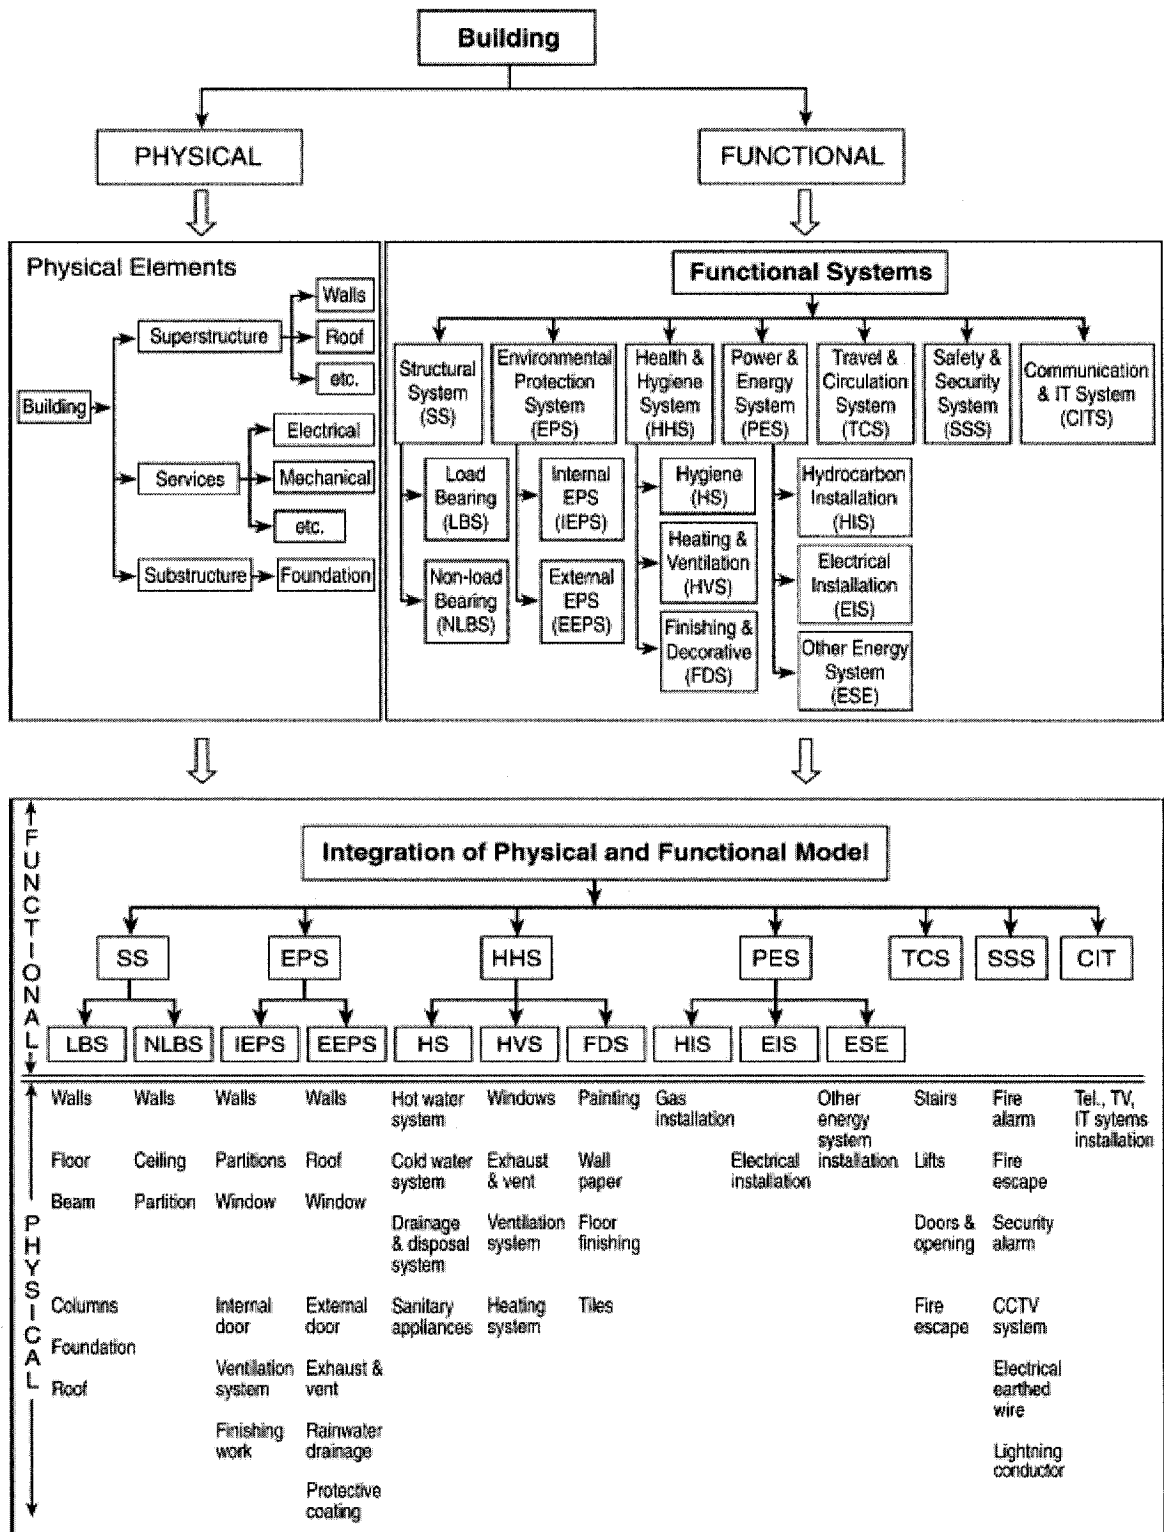 Building
PHYSICAL
FUNCTIONAL
Physical Elements
Building
Superstructure
Walls
Roof
etc.
Services
Electrical
Mechanical
etc.
Substructure
Foundation
Functional Systems
Structural
System
(SS)
Environmental
Protection
System
(EPS)
Health &
Hygiene
System
(HHS)
Power &
Energy
System
(PES)
Travel &
Circulation
System
(TCS)
Safety &
Security
System
(SSS)
Communication
& IT System
(CITS)
Load
Bearing
(LBS)
Non-load
Bearing
(NLBS)
Internal
EPS
(IEPS)
External
EPS
(EEPS)
Hygiene
(HS)
Heating &
Ventilation
(HVS)
Finishing &
Decorative
(FDS)
Hydrocarbon
Installation
(HIS)
Electrical
Installation
(EIS)
Other Energy
System
(ESE)
FUNCTIONAL
Integration of Physical and Functional Model
SS
EPS
HHS
PES
TCS
SSS
CIT
LBS
NLBS
IEPS
EEPS
HS
HVS
FDS
HIS
EIS
ESE
PHYSICAL
Walls
Floor
Beam
Columns
Foundation
Roof
Walls
Ceiling
Partition
Walls
Partitions
Window
Internal
door
Ventilation
system
Finishing
work
Walls
Roof
Window
External
door
Exhaust &
vent
Rainwater
drainage
Protective
coating
Hot water
system
Cold water
system
Drainage
& disposal
system
Sanitary
appliances
Windows
Exhaust
& vent
Ventilation
system
Heating
system
Painting
Wall
paper
Floor
finishing
Tiles
Gas
installation
Electrical
installation
Other
energy
system
installation
Stairs
Lifts
Doors &
opening
Fire
escape
Fire
alarm
Fire
escape
Security
alarm
CCTV
system
Electrical
earthed
wire
Lightning
conductor
Tel., TV,
IT sytems
installation